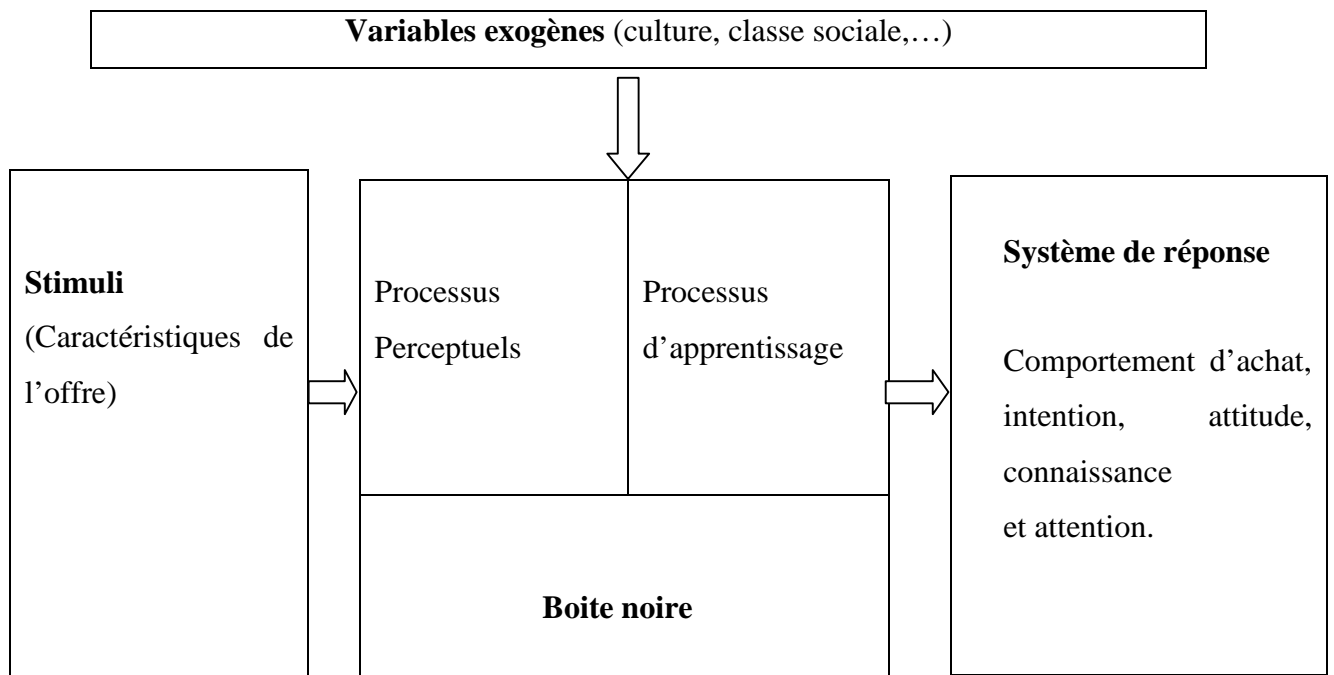 Variables exogènes (culture, classe sociale,…)
Stimuli
(Caractéristiques de
l’offre)
Processus
Perceptuels
Processus
d’apprentissage
Boite noire
Système de réponse
Comportement d’achat,
intention, attitude,
connaissance
et attention.